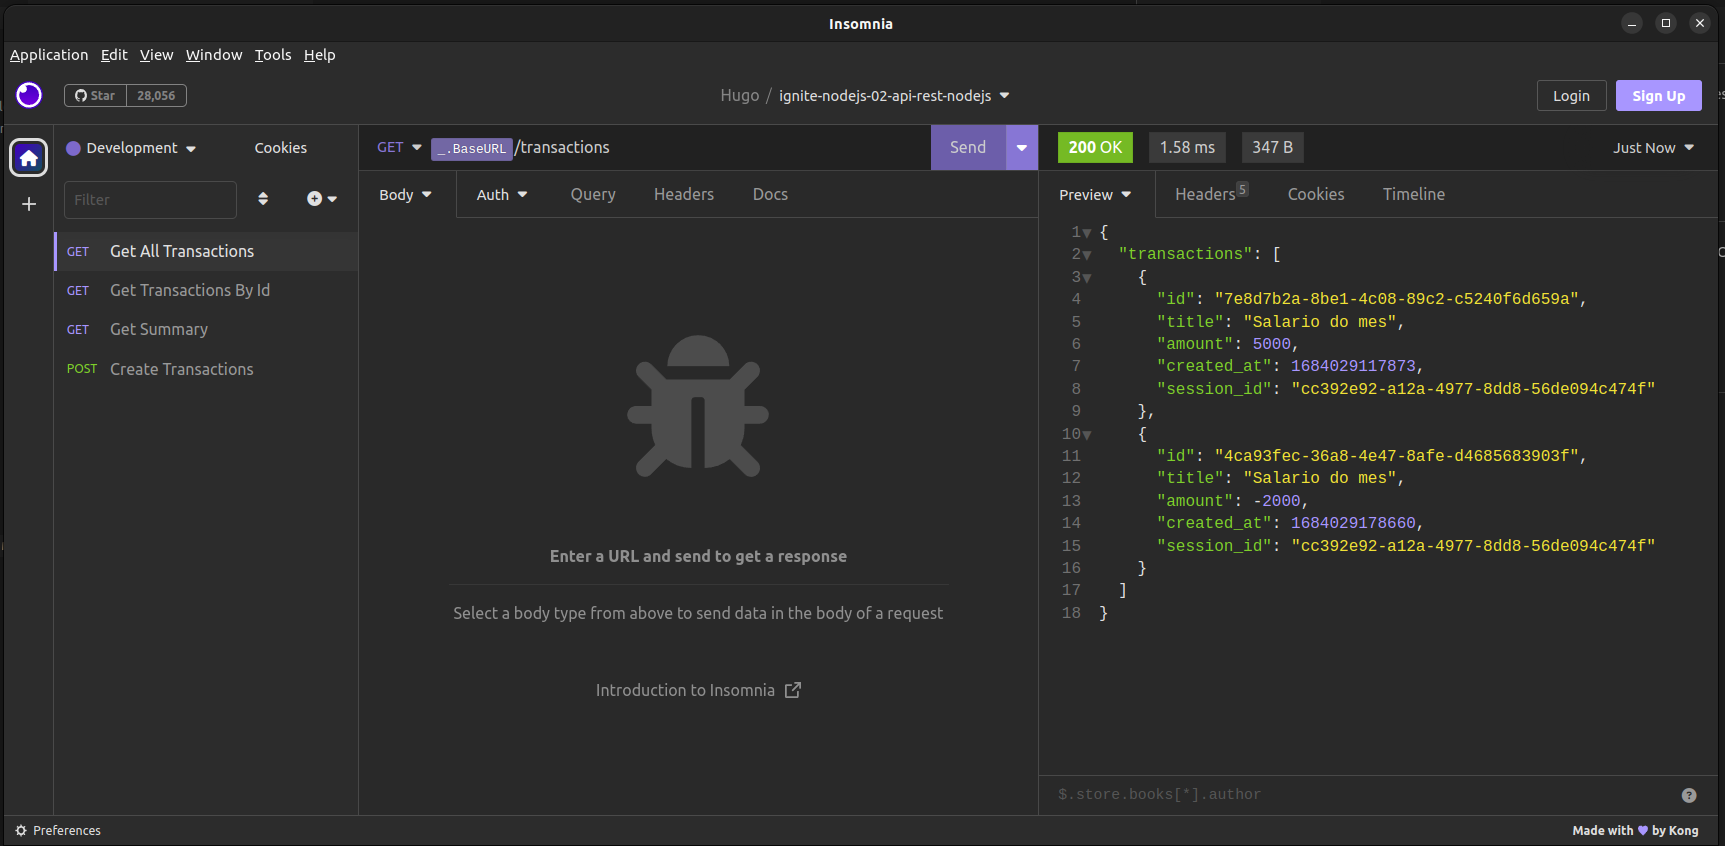 Insomnia
Application Edit View Window Tools Help
Star 28,056
Hugo / ignite-nodejs-02-api-rest-nodejs
Login Sign Up
Development Cookies
Filter
GET Get All Transactions
GET Get Transactions By Id
GET Get Summary
POST Create Transactions
GET _.BaseURL/transactions Send
Body Auth Query Headers Docs
Enter a URL and send to get a response
Select a body type from above to send data in the body of a request
Introduction to Insomnia
200 OK 1.58 ms 347 B Just Now
Preview Headers 5 Cookies Timeline
1 {
2 "transactions": [
3 {
4 "id": "7e8d7b2a-8be1-4c08-89c2-c5240f6d659a",
5 "title": "Salario do mes",
6 "amount": 5000,
7 "created_at": 1684029117873,
8 "session_id": "cc392e92-a12a-4977-8dd8-56de094c474f"
9 },
10 {
11 "id": "4ca93fec-36a8-4e47-8afe-d4685683903f",
12 "title": "Salario do mes",
13 "amount": -2000,
14 "created_at": 1684029178660,
15 "session_id": "cc392e92-a12a-4977-8dd8-56de094c474f"
16 }
17 ]
18 }
$.store.books[*].author
Preferences
Made with 💜 by Kong